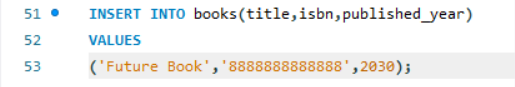 51 INSERT INTO books(title,isbn,published_year)
52 VALUES
53 ('Future Book','8888888888888',2030);